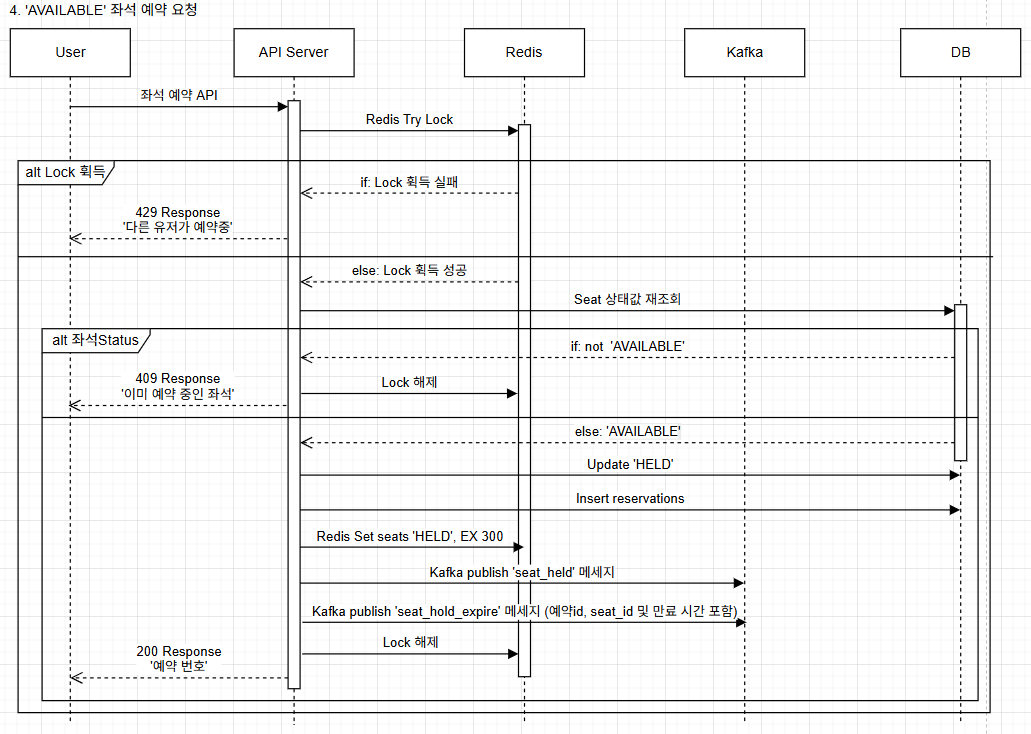 4. 'AVAILABLE' 좌석 예약 요청
User
API Server
Redis
Kafka
DB
좌석 예약 API
Redis Try Lock
alt Lock 획득
if: Lock 획득 실패
429 Response
'다른 유저가 예약중'
else: Lock 획득 성공
Seat 상태값 재조회
alt 좌석Status
if: not 'AVAILABLE'
409 Response
'이미 예약 중인 좌석'
Lock 해제
else: 'AVAILABLE'
Update 'HELD'
Insert reservations
Redis Set seats 'HELD', EX 300
Kafka publish 'seat_held' 메세지
Kafka publish 'seat_hold_expire' 메세지 (예약id, seat_id 및 만료 시간 포함)
Lock 해제
200 Response
'예약 번호'